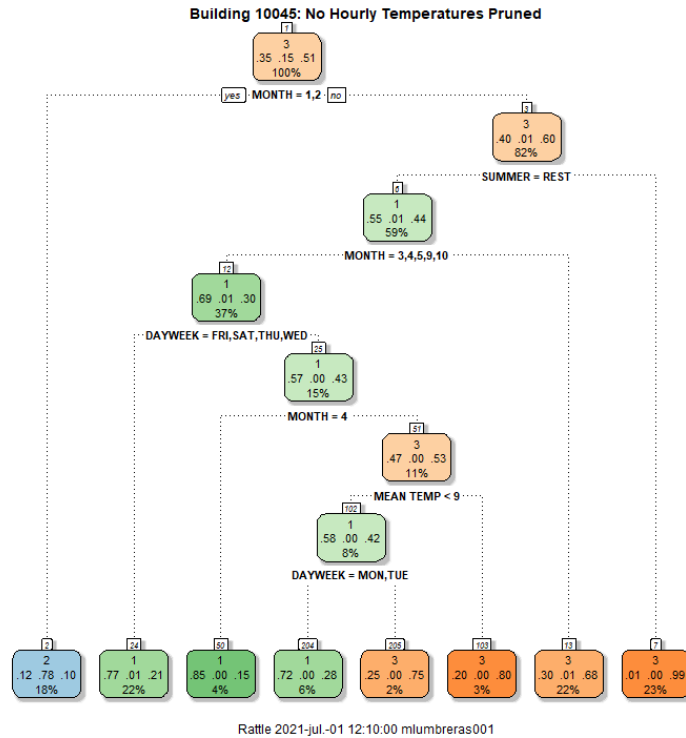 Building 10045: No Hourly Temperatures Pruned
1
3
.35 .15 .51
100%
yes MONTH = 1,2 no
3
3
.40 .01 .60
82%
SUMMER = REST
6
1
.55 .01 .44
59%
MONTH = 3,4,5,9,10
12
1
.69 .01 .30
37%
DAYWEEK = FRI,SAT,THU,WED
25
1
.57 .00 .43
15%
MONTH = 4
51
3
.47 .00 .53
11%
MEAN TEMP < 9
102
1
.58 .00 .42
8%
DAYWEEK = MON,TUE
2 24 50 204 205 103 13 7
2 1 1 1 3 3 3 3
.12 .78 .10 .77 .01 .21 .85 .00 .15 .72 .00 .28 .25 .00 .75 .20 .00 .80 .30 .01 .68 .01 .00 .99
18% 22% 4% 6% 2% 3% 22% 23%
Rattle 2021-jul.-01 12:10:00 mlumbreras001